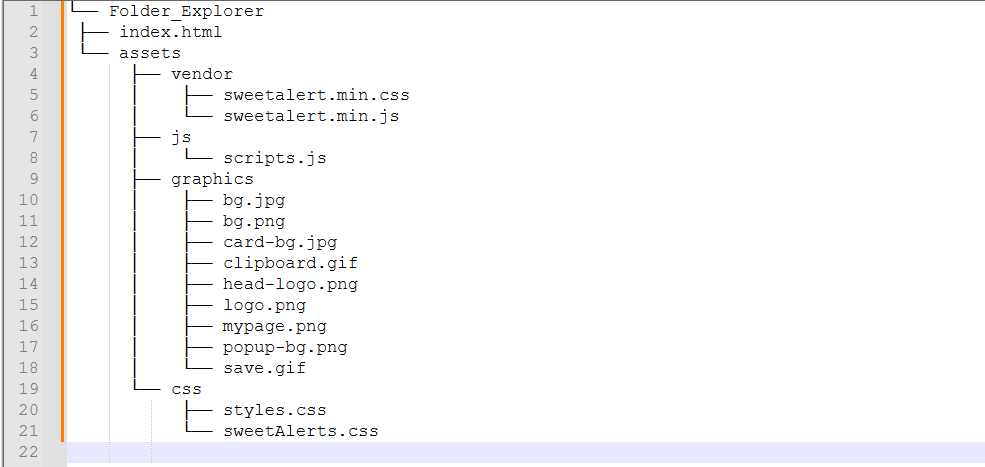 1 └── Folder_Explorer
2 ├── index.html
3 └── assets
4 ├── vendor
5 │ ├── sweetalert.min.css
6 │ └── sweetalert.min.js
7 ├── js
8 │ └── scripts.js
9 ├── graphics
10 │ ├── bg.jpg
11 │ ├── bg.png
12 │ ├── card-bg.jpg
13 │ ├── clipboard.gif
14 │ ├── head-logo.png
15 │ ├── logo.png
16 │ ├── mypage.png
17 │ ├── popup-bg.png
18 │ └── save.gif
19 └── css
20 ├── styles.css
21 └── sweetAlerts.css
22